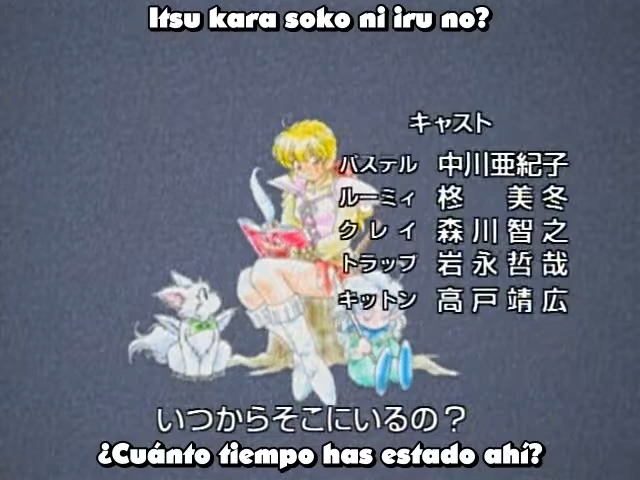 Itsu kara soko ni iru no?
キャスト
パステル 中川亜紀子
ルーミィ 柊 美冬
クレイ 森川智之
トラップ 岩永哲哉
キットン 高戸靖広
いつからそこにいるの？
¿Cuánto tiempo has estado ahí?